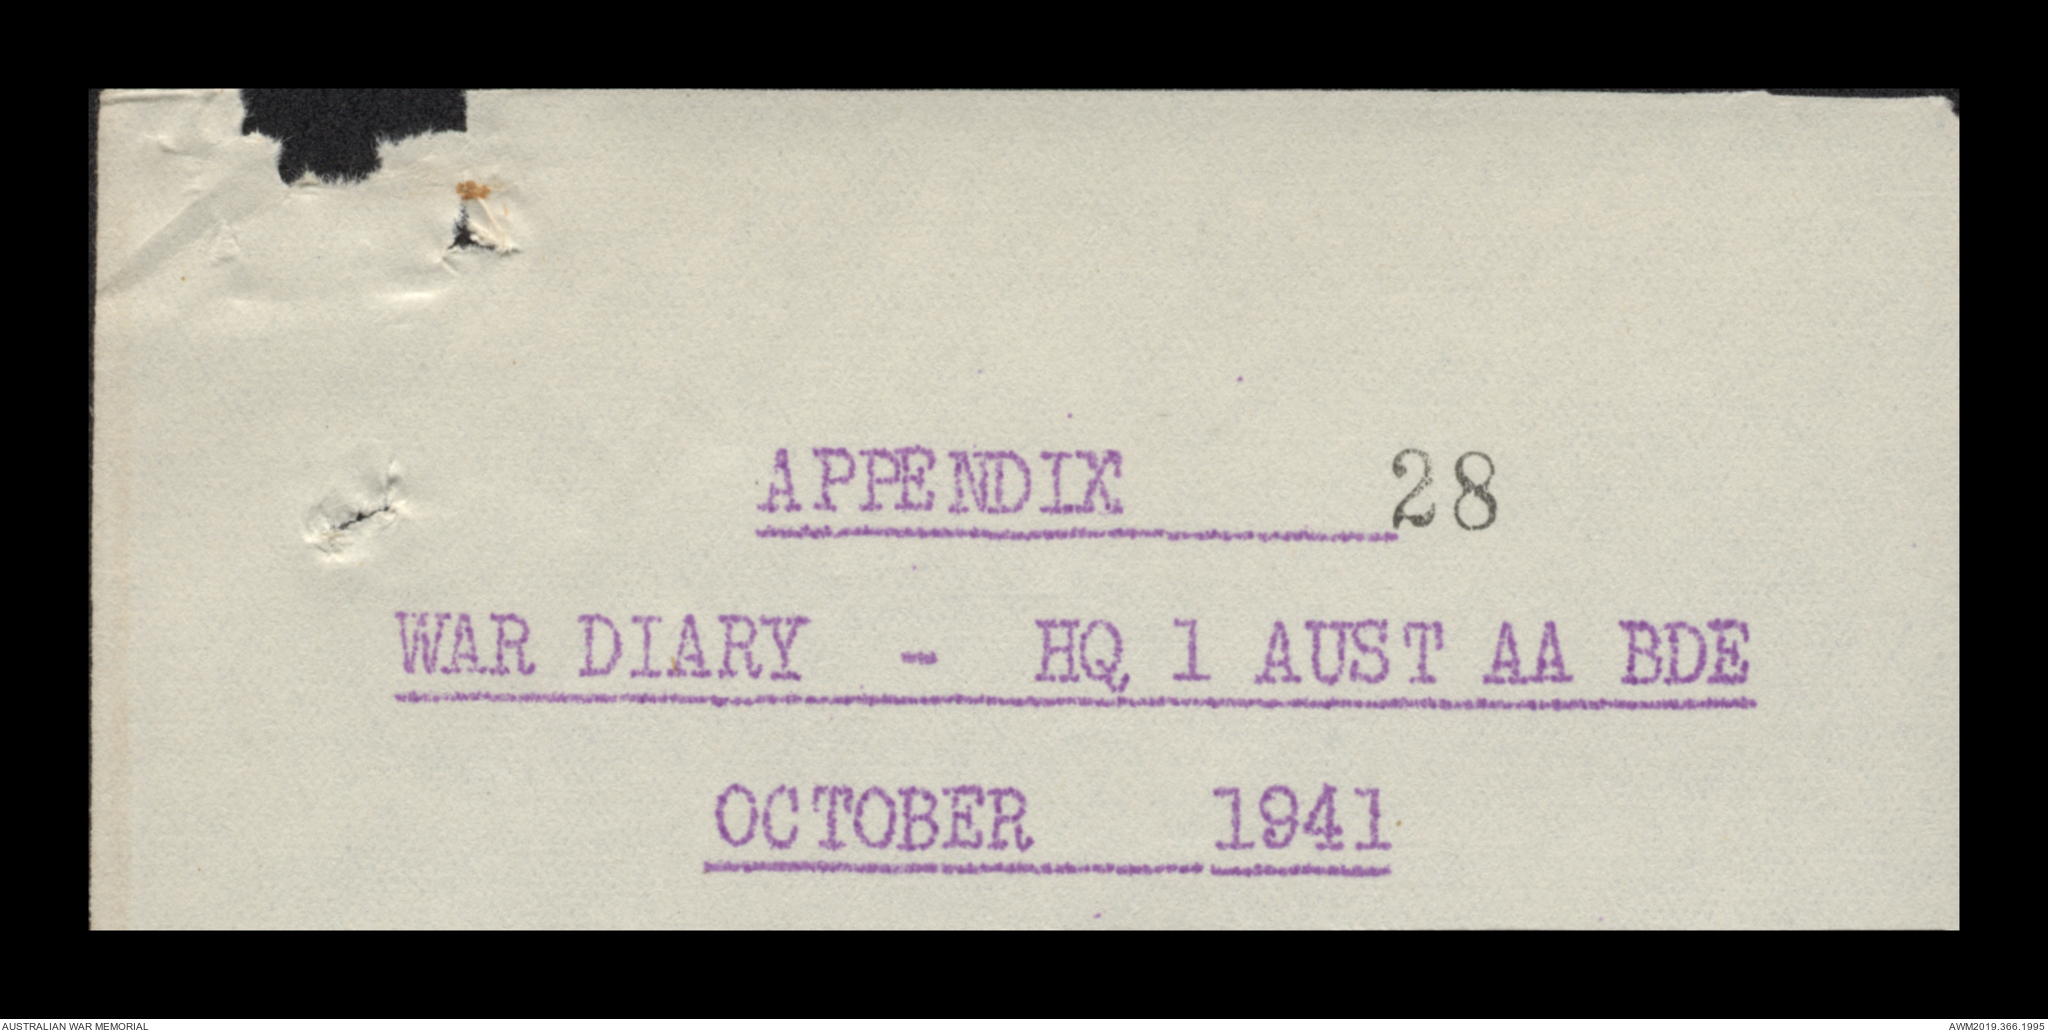 APPENDIX 28
WAR DIARY - HQ 1 AUST AA BDE
OCTOBER 1941
AUSTRALIAN WAR MEMORIAL
AWM2019.366.1995